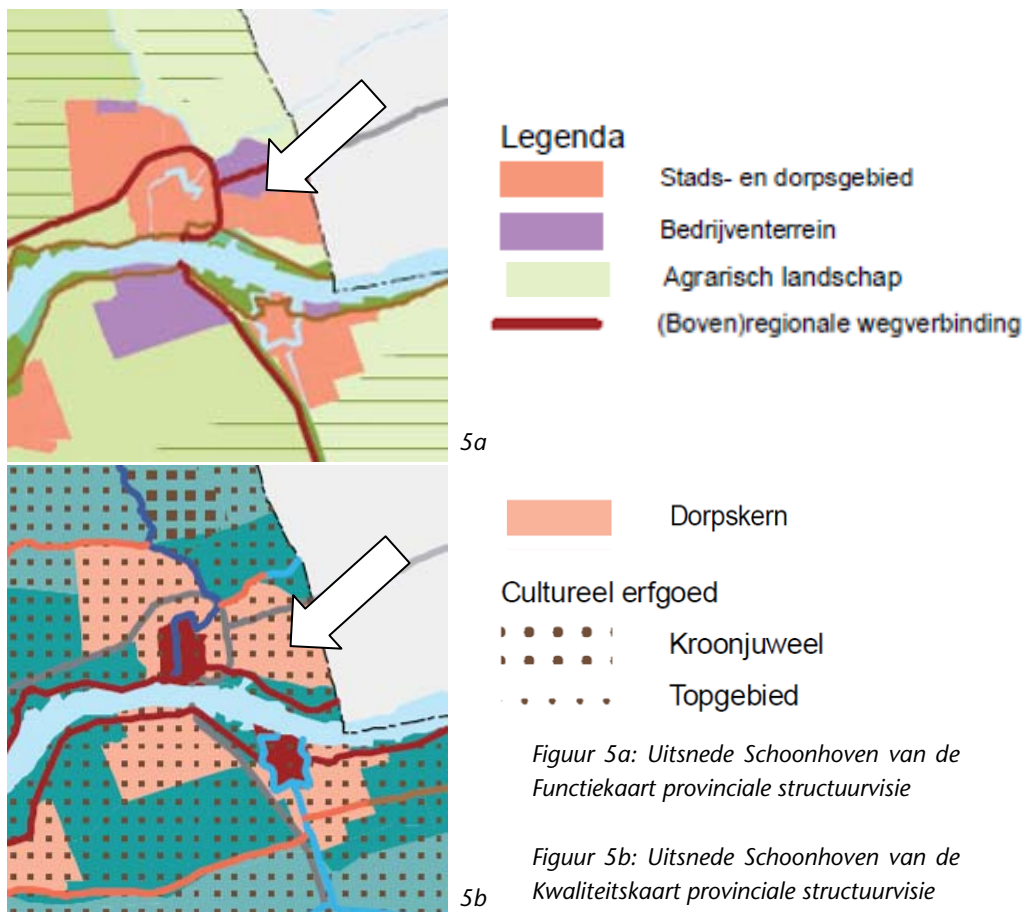 Legenda
Stads- en dorpsgebied
Bedrijventerrein
Agrarisch landschap
(Boven)regionale wegverbinding
5a
Dorpskern
Cultureel erfgoed
Kroonjuweel
Topgebied
Figuur 5a: Uitsnede Schoonhoven van de
Functiekaart provinciale structuurvisie
Figuur 5b: Uitsnede Schoonhoven van de
Kwaliteitskaart provinciale structuurvisie
5b